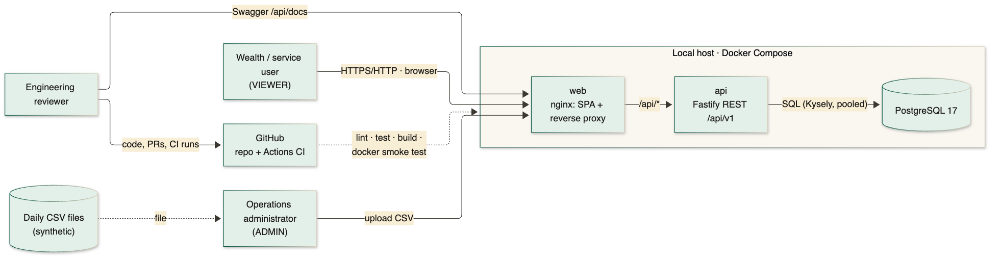 Swagger /api/docs
Wealth / service
user
(VIEWER)
HTTPS/HTTP · browser
Local host · Docker Compose
Engineering
reviewer
web
nginx: SPA +
reverse proxy
/api/*
api
Fastify REST
/api/v1
SQL (Kysely, pooled)
PostgreSQL 17
code, PRs, CI runs
GitHub
repo + Actions CI
lint · test · build ·
docker smoke test
Daily CSV files
(synthetic)
file
Operations
administrator
(ADMIN)
upload CSV